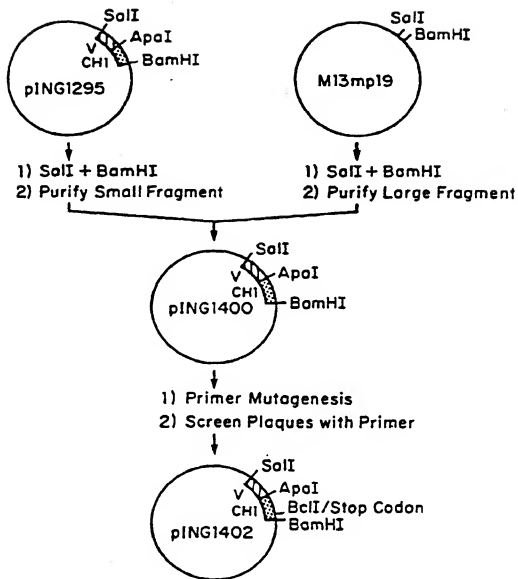 SalI
V
ApaI
CH1
BamHI
pING1295
SalI
BamHI
M13mp19
1) SalI + BamHI
2) Purify Small Fragment
1) SalI + BamHI
2) Purify Large Fragment
SalI
V
ApaI
CH1
BamHI
pING1400
1) Primer Mutagenesis
2) Screen Plaques with Primer
SalI
V
ApaI
CH1
BclI/Stop Codon
BamHI
pING1402